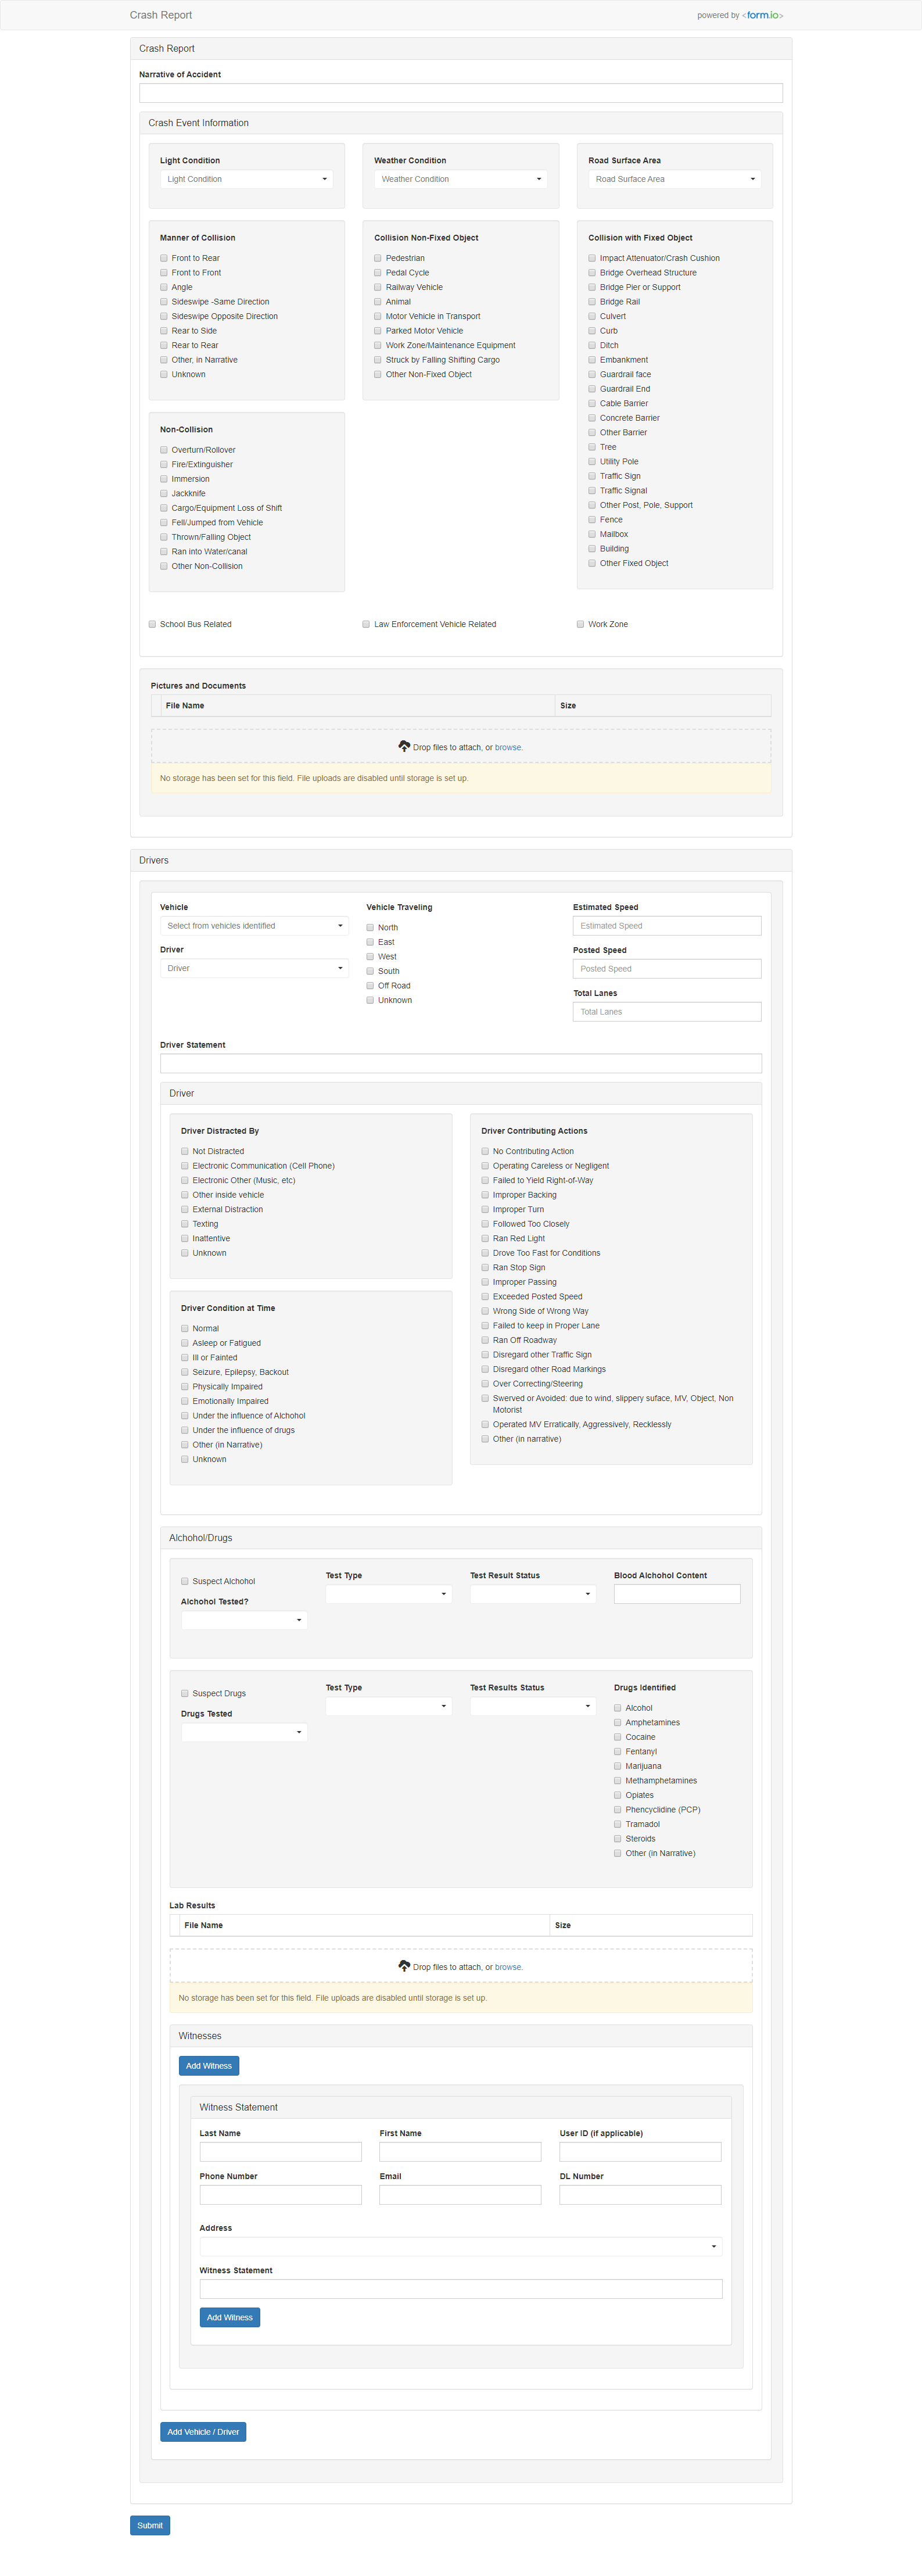 Crash Report
powered by <form.io>
Crash Report
Narrative of Accident
Crash Event Information
Light Condition
Light Condition
Weather Condition
Weather Condition
Road Surface Area
Road Surface Area
Manner of Collision
Front to Rear
Front to Front
Angle
Sideswipe -Same Direction
Sideswipe Opposite Direction
Rear to Side
Rear to Rear
Other, in Narrative
Unknown
Collision Non-Fixed Object
Pedestrian
Pedal Cycle
Railway Vehicle
Animal
Motor Vehicle in Transport
Parked Motor Vehicle
Work Zone/Maintenance Equipment
Struck by Falling Shifting Cargo
Other Non-Fixed Object
Collision with Fixed Object
Impact Attenuator/Crash Cushion
Bridge Overhead Structure
Bridge Pier or Support
Bridge Rail
Culvert
Curb
Ditch
Embankment
Guardrail face
Guardrail End
Cable Barrier
Concrete Barrier
Other Barrier
Tree
Utility Pole
Traffic Sign
Traffic Signal
Other Post, Pole, Support
Fence
Mailbox
Building
Other Fixed Object
Non-Collision
Overturn/Rollover
Fire/Extinguisher
Immersion
Jackknife
Cargo/Equipment Loss of Shift
Fell/Jumped from Vehicle
Thrown/Falling Object
Ran into Water/canal
Other Non-Collision
School Bus Related
Law Enforcement Vehicle Related
Work Zone
Pictures and Documents
File Name
Size
Drop files to attach, or browse.
No storage has been set for this field. File uploads are disabled until storage is set up.
Drivers
Vehicle
Select from vehicles identified
Driver
Driver
Vehicle Traveling
North
East
West
South
Off Road
Unknown
Estimated Speed
Estimated Speed
Posted Speed
Posted Speed
Total Lanes
Total Lanes
Driver Statement
Driver
Driver Distracted By
Not Distracted
Electronic Communication (Cell Phone)
Electronic Other (Music, etc)
Other inside vehicle
External Distraction
Texting
Inattentive
Unknown
Driver Condition at Time
Normal
Asleep or Fatigued
Ill or Fainted
Seizure, Epilepsy, Backout
Physically Impaired
Emotionally Impaired
Under the influence of Alchohol
Under the influence of drugs
Other (in Narrative)
Unknown
Driver Contributing Actions
No Contributing Action
Operating Careless or Negligent
Failed to Yield Right-of-Way
Improper Backing
Improper Turn
Followed Too Closely
Ran Red Light
Drove Too Fast for Conditions
Ran Stop Sign
Improper Passing
Exceeded Posted Speed
Wrong Side of Wrong Way
Failed to keep in Proper Lane
Ran Off Roadway
Disregard other Traffic Sign
Disregard other Road Markings
Over Correcting/Steering
Swerved or Avoided: due to wind, slippery suface, MV, Object, Non
Motorist
Operated MV Erratically, Aggressively, Recklessly
Other (in narrative)
Alchohol/Drugs
Suspect Alchohol
Alchohol Tested?
Test Type
Test Result Status
Blood Alchohol Content
Suspect Drugs
Drugs Tested
Test Type
Test Results Status
Drugs Identified
Alcohol
Amphetamines
Cocaine
Fentanyl
Marijuana
Methamphetamines
Opiates
Phencyclidine (PCP)
Tramadol
Steroids
Other (in Narrative)
Lab Results
File Name
Size
Drop files to attach, or browse.
No storage has been set for this field. File uploads are disabled until storage is set up.
Witnesses
Add Witness
Witness Statement
Last Name
First Name
User ID (if applicable)
Phone Number
Email
DL Number
Address
Witness Statement
Add Witness
Add Vehicle / Driver
Submit